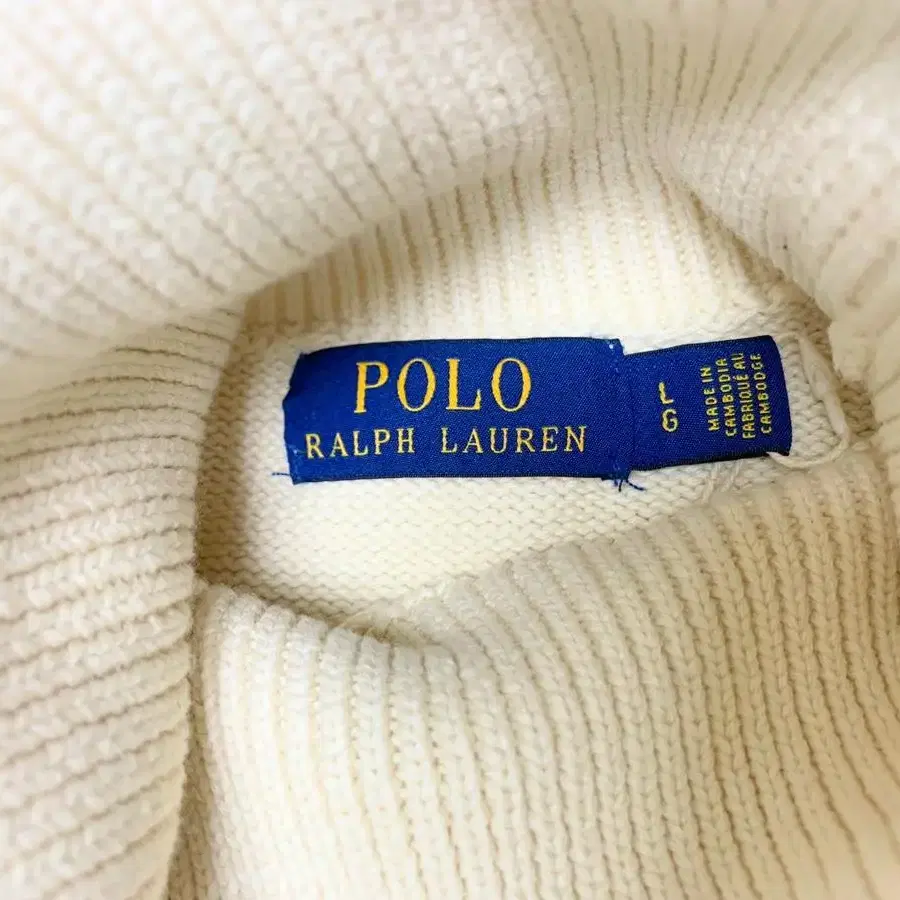 POLO
RALPH LAUREN
L
G
MADE IN
CAMBODIA
FABRIQUÉ AU
CAMBODGE